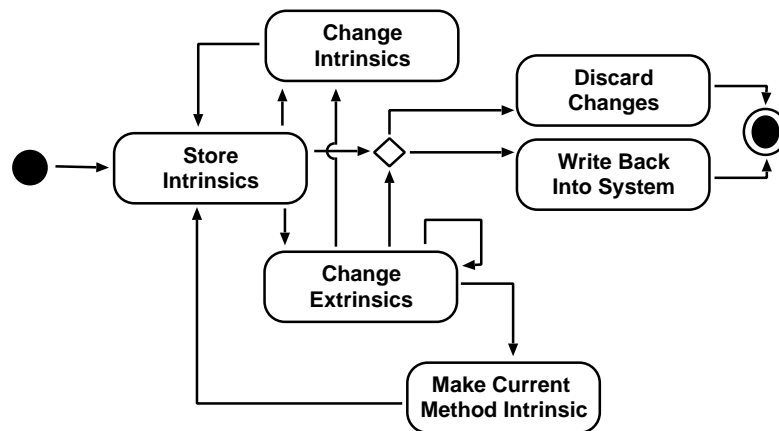 Change
Intrinsics
Discard
Changes
Store
Intrinsics
Write Back
Into System
Change
Extrinsics
Make Current
Method Intrinsic